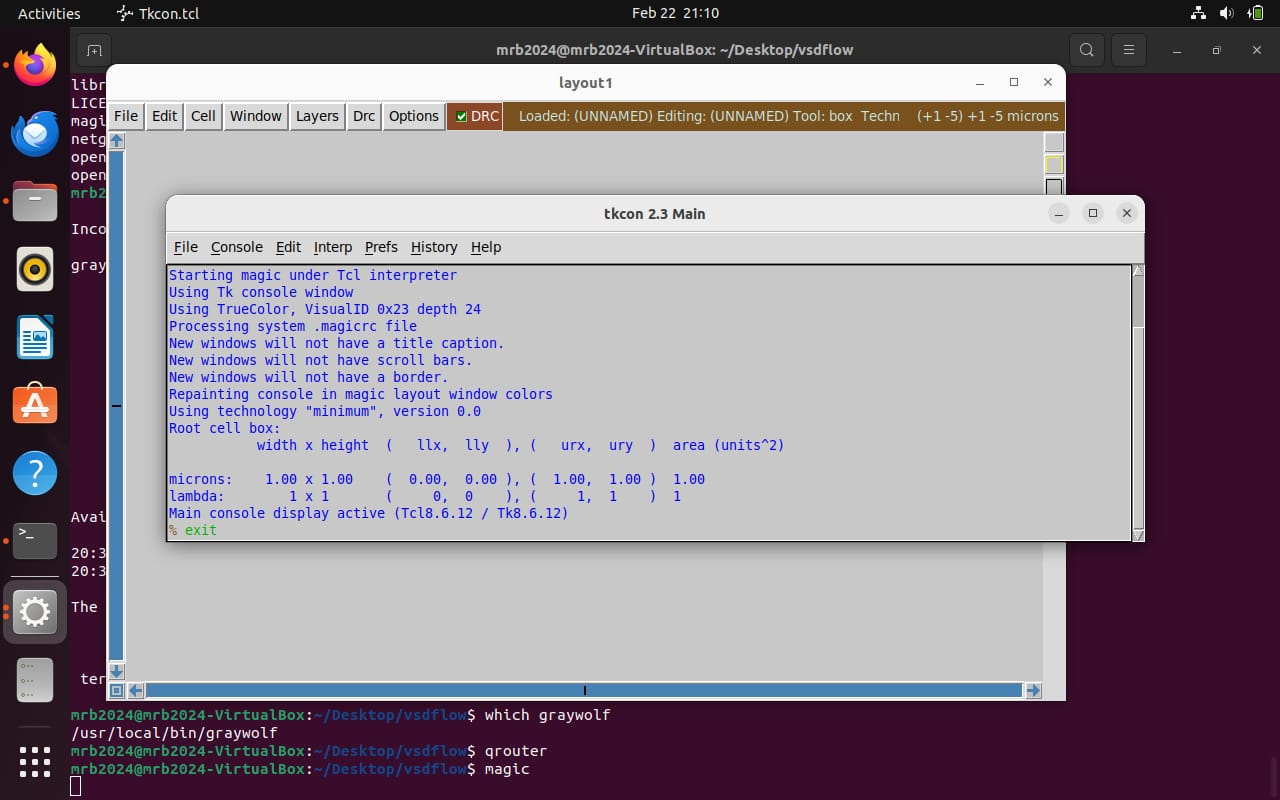 Activities Tkcon.tcl Feb 22 21:10
mrb2024@mrb2024-VirtualBox: ~/Desktop/vsdflow
layout1
File Edit Cell Window Layers Drc Options DRC Loaded: (UNNAMED) Editing: (UNNAMED) Tool: box Techn (+1 -5) +1 -5 microns
libr
LICE
magi
netg
open
open
mrb2
Inco
gray
tkcon 2.3 Main
File Console Edit Interp Prefs History Help
Starting magic under Tcl interpreter
Using Tk console window
Using TrueColor, VisualID 0x23 depth 24
Processing system .magicrc file
New windows will not have a title caption.
New windows will not have scroll bars.
New windows will not have a border.
Repainting console in magic layout window colors
Using technology "minimum", version 0.0
Root cell box:
width x height ( llx, lly ), ( urx, ury ) area (units^2)
microns: 1.00 x 1.00 ( 0.00, 0.00 ), ( 1.00, 1.00 ) 1.00
lambda: 1 x 1 ( 0, 0 ), ( 1, 1 ) 1
Main console display active (Tcl8.6.12 / Tk8.6.12)
% exit
Avai
20:3
20:3
The
ter
mrb2024@mrb2024-VirtualBox:~/Desktop/vsdflow$ which graywolf
/usr/local/bin/graywolf
mrb2024@mrb2024-VirtualBox:~/Desktop/vsdflow$ qrouter
mrb2024@mrb2024-VirtualBox:~/Desktop/vsdflow$ magic